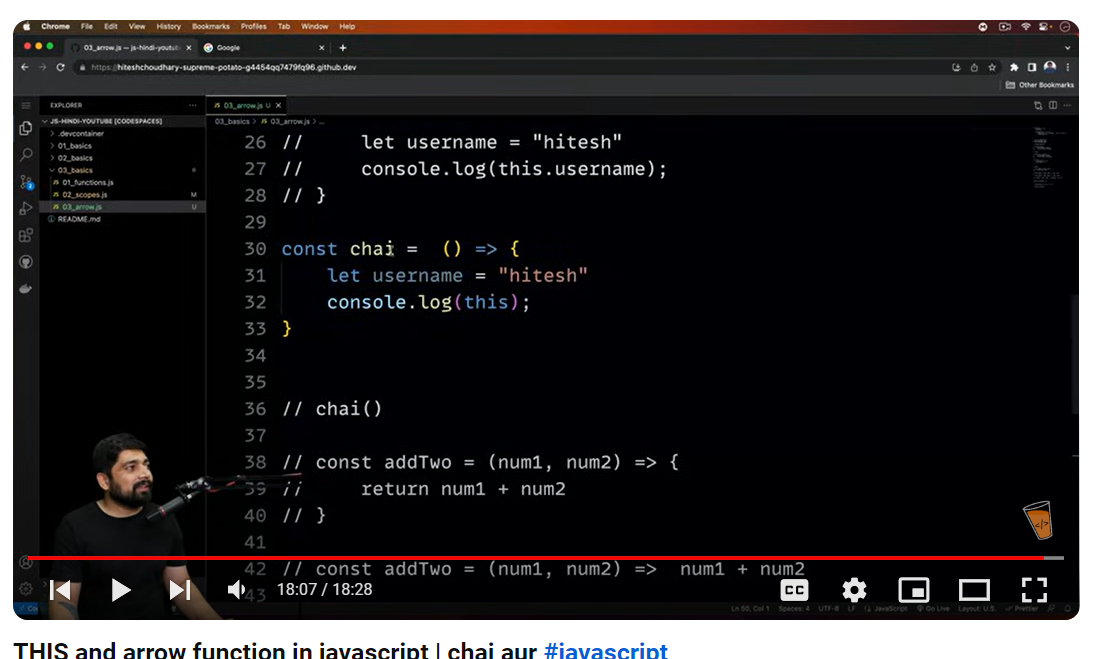 Chrome File Edit View History Bookmarks Profiles Tab Window Help
03_arrow.js — js-hindi-youtub Google
https://hiteshchoudhary-supreme-potato-g4454qq7479fq96.github.dev
Other Bookmarks
EXPLORER
JS-HINDI-YOUTUBE [CODESPACES]
.devcontainer
01_basics
02_basics
03_basics
JS 01_functions.js
JS 02_scopes.js M
JS 03_arrow.js U
README.md
JS 03_arrow.js U
03_basics > JS 03_arrow.js > ...
26 // let username = "hitesh"
27 // console.log(this.username);
28 // }
29
30 const chai = () => {
31 let username = "hitesh"
32 console.log(this);
33 }
34
35
36 // chai()
37
38 // const addTwo = (num1, num2) => {
39 // return num1 + num2
40 // }
41
42 // const addTwo = (num1, num2) => num1 + num2
43
18:07 / 18:28
CC
Ln 50, Col 1 Spaces: 4 UTF-8 LF JavaScript Go Live Layout: U.S. Prettier
THIS and arrow function in javascript | chai aur #javascript